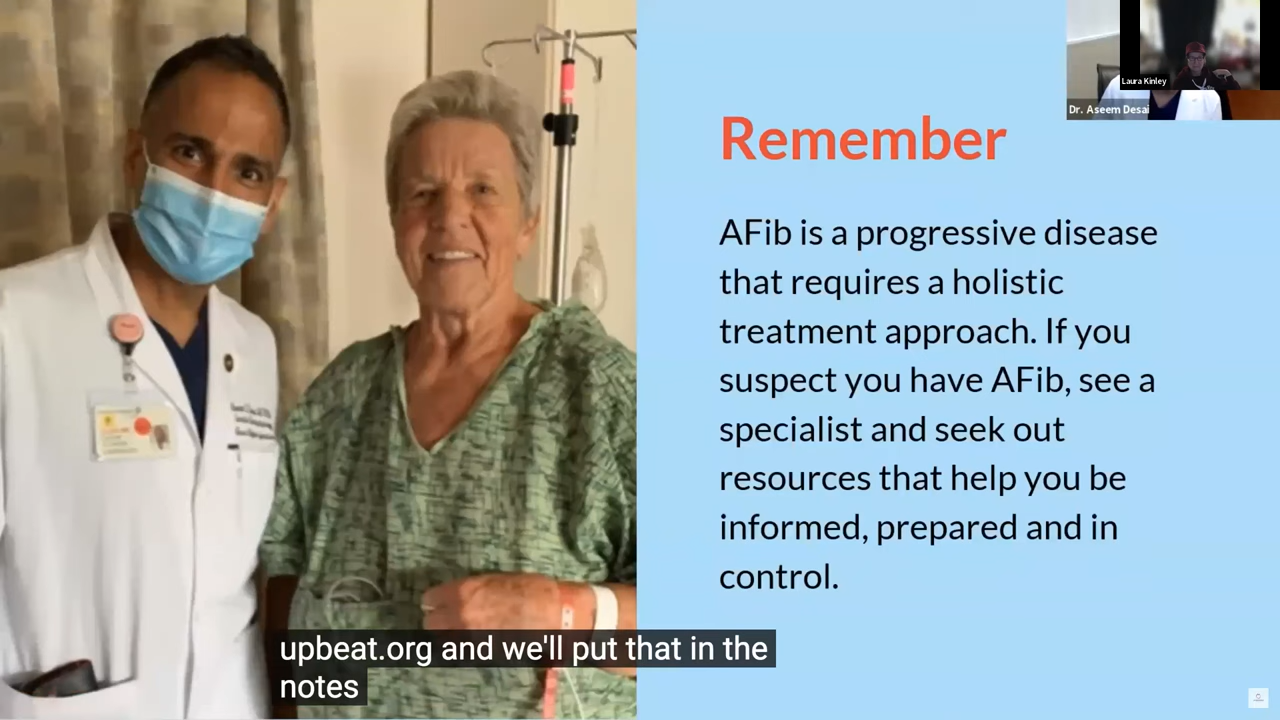 Laura Kinley
Dr. Aseem Desai
Remember
AFib is a progressive disease
that requires a holistic
treatment approach. If you
suspect you have AFib, see a
specialist and seek out
resources that help you be
informed, prepared and in
control.
upbeat.org and we'll put that in the
notes